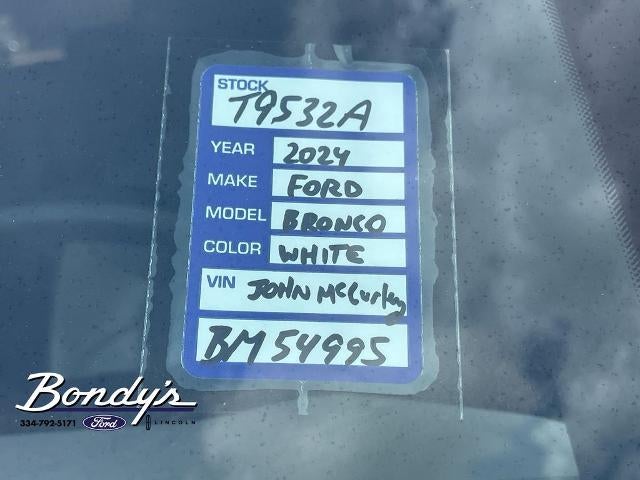 STOCK
T9532A
YEAR 2024
MAKE FORD
MODEL BRONCO
COLOR WHITE
VIN JOHN McCurley
BM54995
Bondy's
334-792-5171 Ford LINCOLN